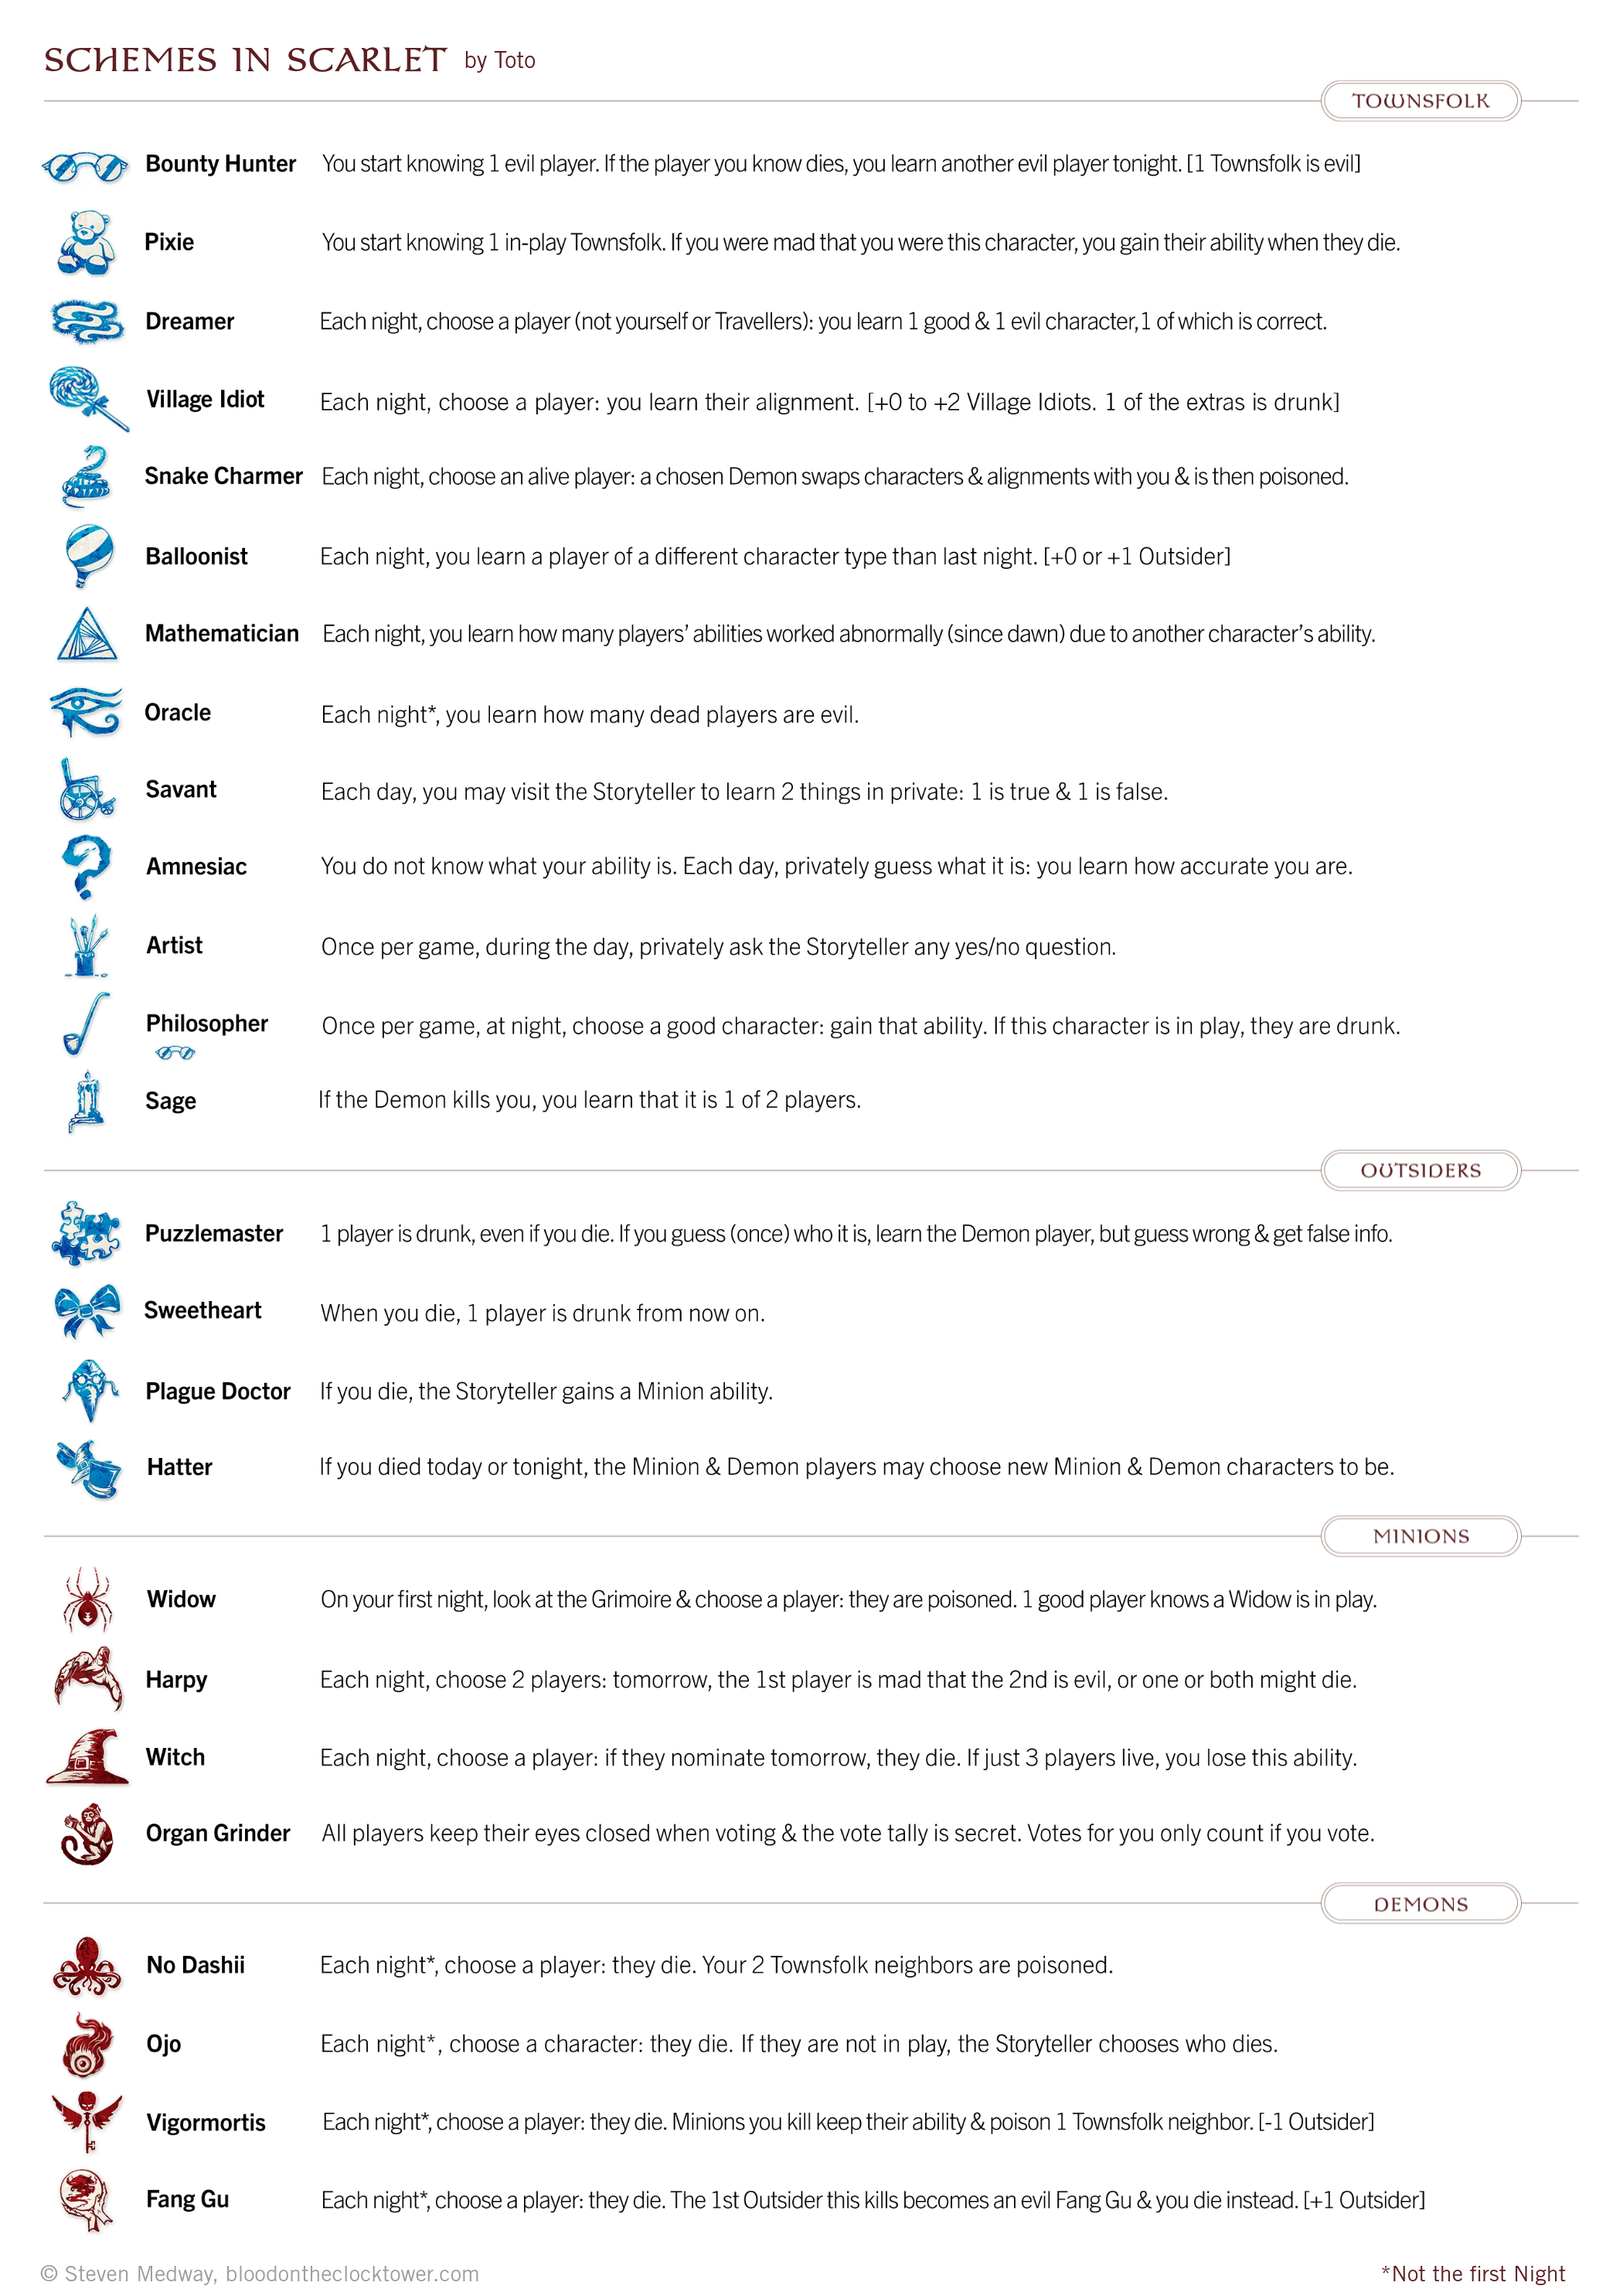 SCHEMES IN SCARLET by Toto
TOWNSFOLK
Bounty Hunter You start knowing 1 evil player. If the player you know dies, you learn another evil player tonight. [1 Townsfolk is evil]
Pixie You start knowing 1 in-play Townsfolk. If you were mad that you were this character, you gain their ability when they die.
Dreamer Each night, choose a player (not yourself or Travellers): you learn 1 good & 1 evil character, 1 of which is correct.
Village Idiot Each night, choose a player: you learn their alignment. [+0 to +2 Village Idiots. 1 of the extras is drunk]
Snake Charmer Each night, choose an alive player: a chosen Demon swaps characters & alignments with you & is then poisoned.
Balloonist Each night, you learn a player of a different character type than last night. [+0 or +1 Outsider]
Mathematician Each night, you learn how many players' abilities worked abnormally (since dawn) due to another character's ability.
Oracle Each night*, you learn how many dead players are evil.
Savant Each day, you may visit the Storyteller to learn 2 things in private: 1 is true & 1 is false.
Amnesiac You do not know what your ability is. Each day, privately guess what it is: you learn how accurate you are.
Artist Once per game, during the day, privately ask the Storyteller any yes/no question.
Philosopher Once per game, at night, choose a good character: gain that ability. If this character is in play, they are drunk.
Sage If the Demon kills you, you learn that it is 1 of 2 players.
OUTSIDERS
Puzzlemaster 1 player is drunk, even if you die. If you guess (once) who it is, learn the Demon player, but guess wrong & get false info.
Sweetheart When you die, 1 player is drunk from now on.
Plague Doctor If you die, the Storyteller gains a Minion ability.
Hatter If you died today or tonight, the Minion & Demon players may choose new Minion & Demon characters to be.
MINIONS
Widow On your first night, look at the Grimoire & choose a player: they are poisoned. 1 good player knows a Widow is in play.
Harpy Each night, choose 2 players: tomorrow, the 1st player is mad that the 2nd is evil, or one or both might die.
Witch Each night, choose a player: if they nominate tomorrow, they die. If just 3 players live, you lose this ability.
Organ Grinder All players keep their eyes closed when voting & the vote tally is secret. Votes for you only count if you vote.
DEMONS
No Dashii Each night*, choose a player: they die. Your 2 Townsfolk neighbors are poisoned.
Ojo Each night*, choose a character: they die. If they are not in play, the Storyteller chooses who dies.
Vigormortis Each night*, choose a player: they die. Minions you kill keep their ability & poison 1 Townsfolk neighbor. [-1 Outsider]
Fang Gu Each night*, choose a player: they die. The 1st Outsider this kills becomes an evil Fang Gu & you die instead. [+1 Outsider]
© Steven Medway, bloodontheclocktower.com *Not the first Night